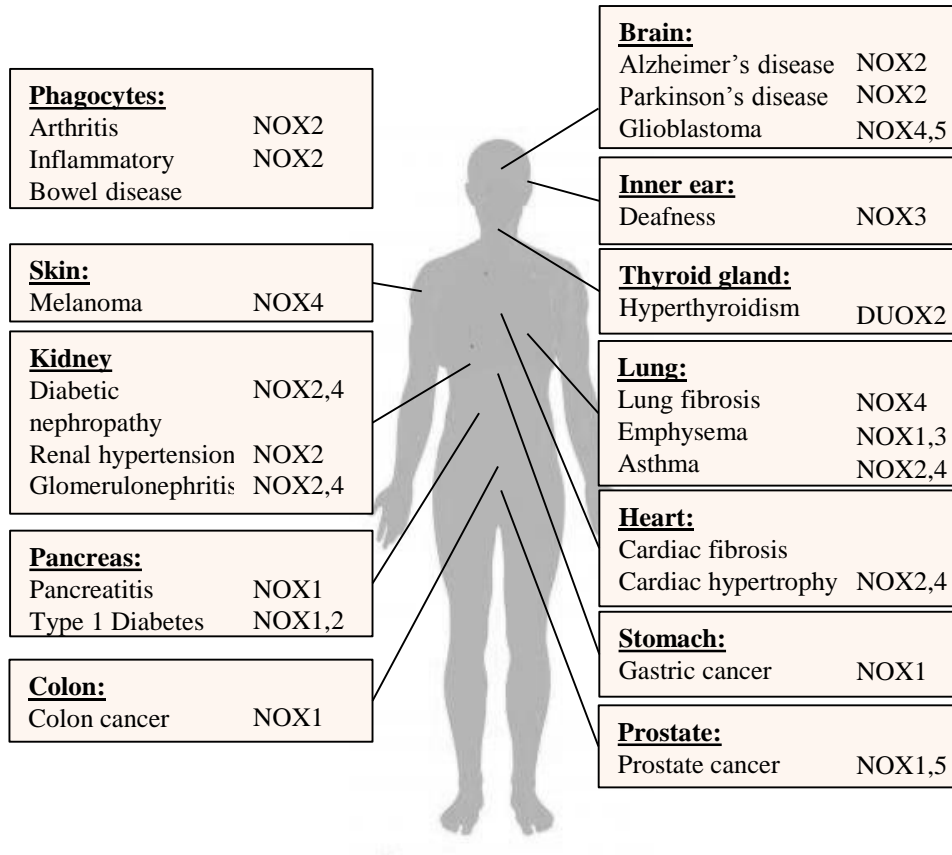 Phagocytes:
Arthritis NOX2
Inflammatory NOX2
Bowel disease
Skin:
Melanoma NOX4
Kidney
Diabetic NOX2,4
nephropathy
Renal hypertension NOX2
Glomerulonephritis NOX2,4
Pancreas:
Pancreatitis NOX1
Type 1 Diabetes NOX1,2
Colon:
Colon cancer NOX1
Brain:
Alzheimer’s disease NOX2
Parkinson’s disease NOX2
Glioblastoma NOX4,5
Inner ear:
Deafness NOX3
Thyroid gland:
Hyperthyroidism DUOX2
Lung:
Lung fibrosis NOX4
Emphysema NOX1,3
Asthma NOX2,4
Heart:
Cardiac fibrosis
Cardiac hypertrophy NOX2,4
Stomach:
Gastric cancer NOX1
Prostate:
Prostate cancer NOX1,5